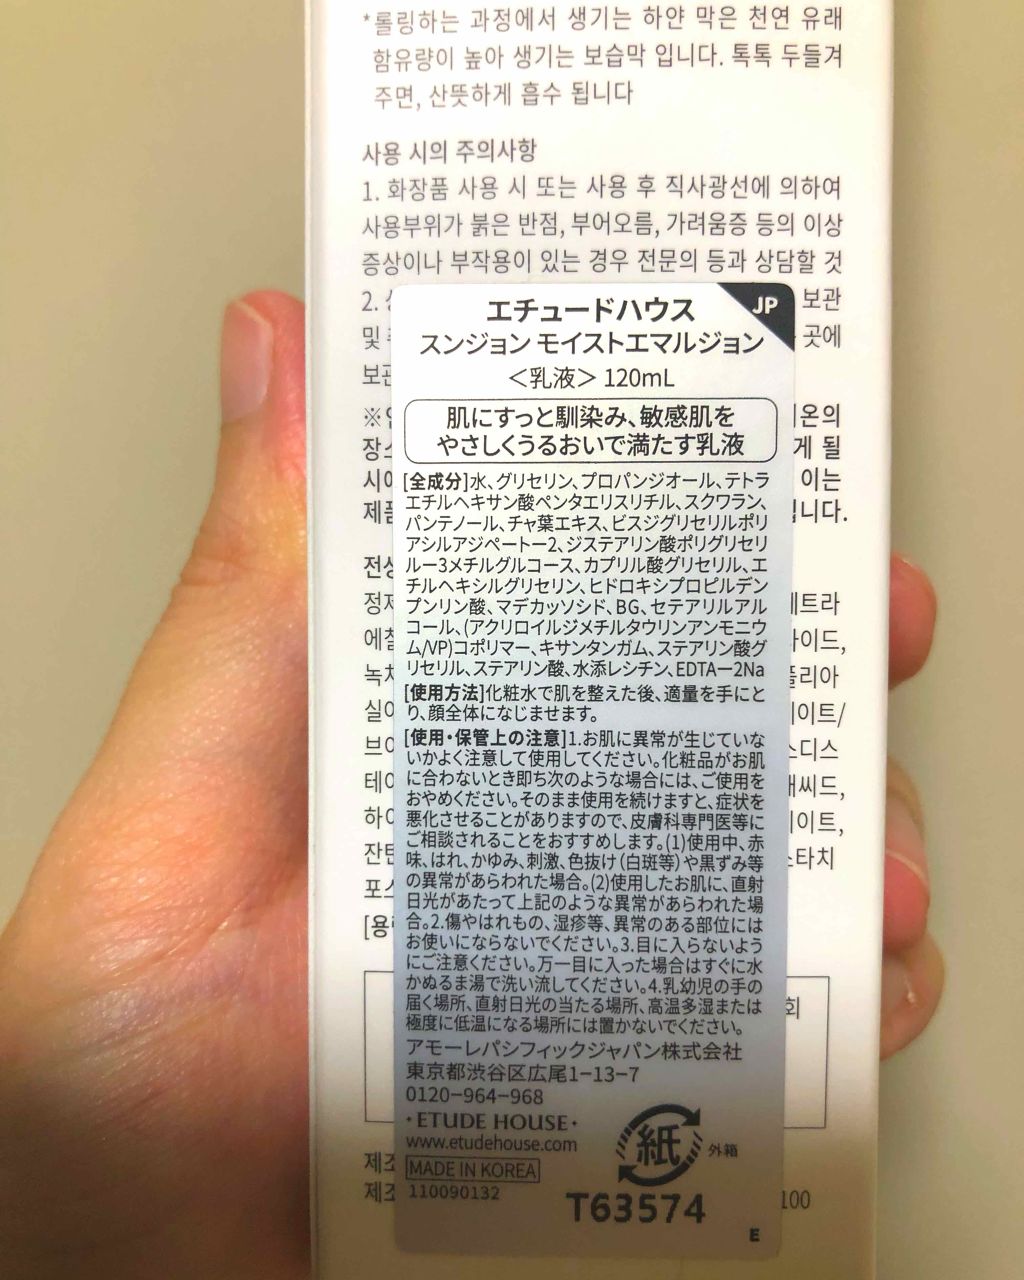 *롤링하는 과정에서 생기는 하얀 막은 천연 유래
함유량이 높아 생기는 보습막 입니다. 톡톡 두들겨
주면, 산뜻하게 흡수 됩니다
사용 시의 주의사항
1. 화장품 사용 시 또는 사용 후 직사광선에 의하여
사용부위가 붉은 반점, 부어오름, 가려움증 등의 이상
증상이나 부작용이 있는 경우 전문의 등과 상담할 것
2.
보관
및
곳에
게 될
시에
이는
입니다.
エチュードハウス
JP
スンジョン モイストエマルジョン
＜乳液＞ 120mL
肌にすっと馴染み、敏感肌を
やさしくうるおいで満たす乳液
[全成分]水、グリセリン、プロパンジオール、テトラ
エチルヘキサン酸ペンタエリスリチル、スクワラン、
パンテノール、チャ葉エキス、ビスジグリセリルポリ
アシルアジペートー2、ジステアリン酸ポリグリセリ
ルー3メチルグルコース、カプリル酸グリセリル、エ
チルヘキシルグリセリン、ヒドロキシプロピルデン
プンリン酸、マデカッソシド、BG、セテアリルアル
コール、(アクリロイルジメチルタウリンアンモニウ
ム/VP)コポリマー、キサンタンガム、ステアリン酸グ
リセリル、ステアリン酸、水添レシチン、EDTAー2Na
[使用方法]化粧水で肌を整えた後、適量を手にと
り、顔全体になじませます。
[使用・保管上の注意]1.お肌に異常が生じていな
いかよく注意して使用してください。化粧品がお肌
に合わないとき即ち次のような場合には、ご使用を
おやめください。そのまま使用を続けますと、症状を
悪化させることがありますので、皮膚科専門医等に
ご相談されることをおすすめします。(1)使用中、赤
味、はれ、かゆみ、刺激、色抜け(白斑等)や黒ずみ等
の異常があらわれた場合。(2)使用したお肌に、直射
日光があたって上記のような異常があらわれた場
合。2.傷やはれもの、湿疹等、異常のある部位には
お使いにならないでください。3.目に入らないよう
にご注意ください。万一目に入った場合はすぐに水
かぬるま湯で洗い流してください。4.乳幼児の手の
届く場所、直射日光の当たる場所、高温多湿または
極度に低温になる場所には置かないでください。
アモーレパシフィックジャパン株式会社
東京都渋谷区広尾1-13-7
0120-964-968
・ETUDE HOUSE・
www.etudehouse.com
MADE IN KOREA
110090132
紙
外箱
T63574
E
100